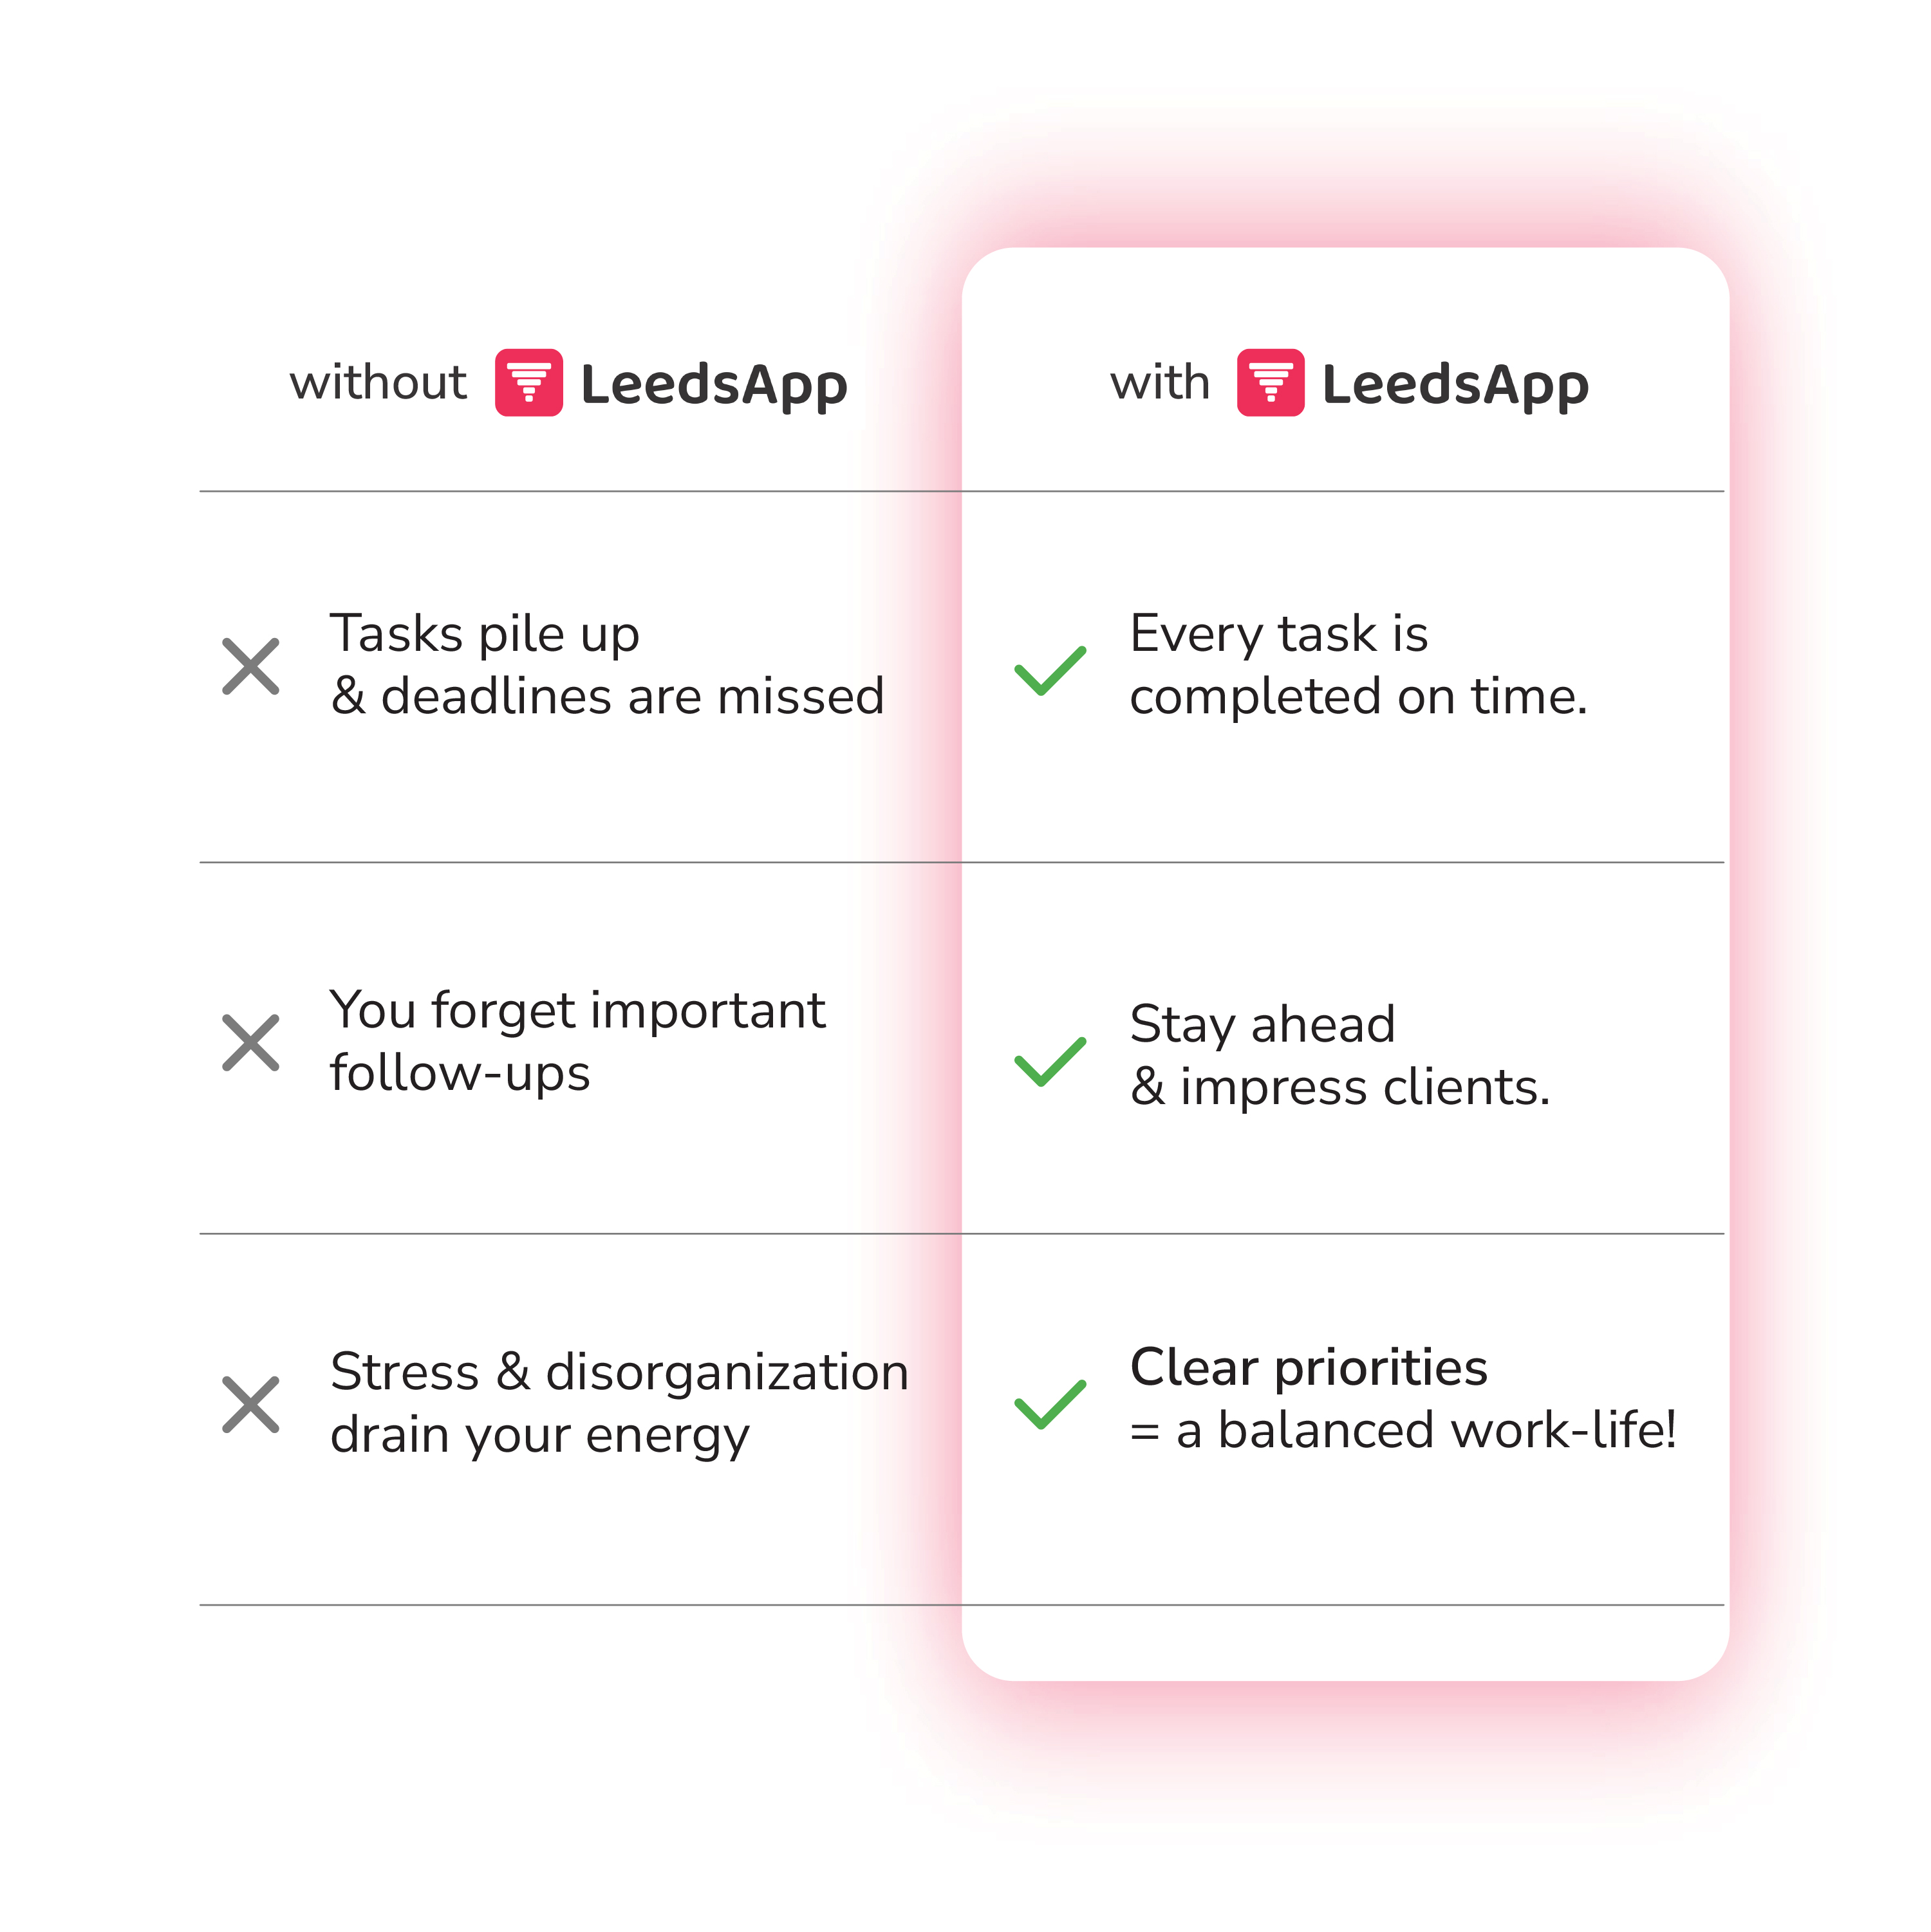 without LeedsApp
with LeedsApp
Tasks pile up
& deadlines are missed
Every task is
completed on time.
You forget important
follow-ups
Stay ahead
& impress clients.
Stress & disorganization
drain your energy
Clear priorities
= a balanced work-life!